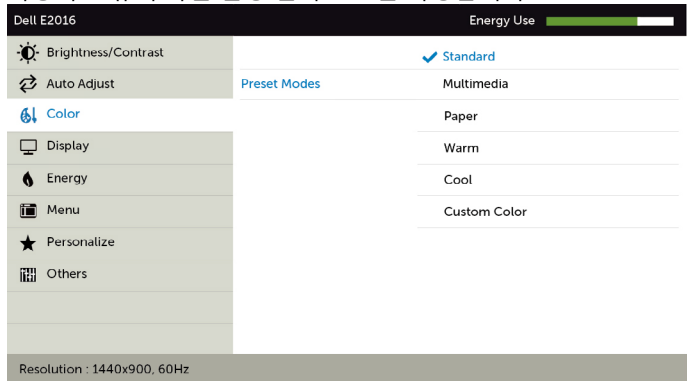 Dell E2016
Energy Use
Brightness/Contrast
Standard
Auto Adjust
Preset Modes
Multimedia
Color
Paper
Display
Warm
Energy
Cool
Menu
Custom Color
Personalize
Others
Resolution : 1440x900, 60Hz